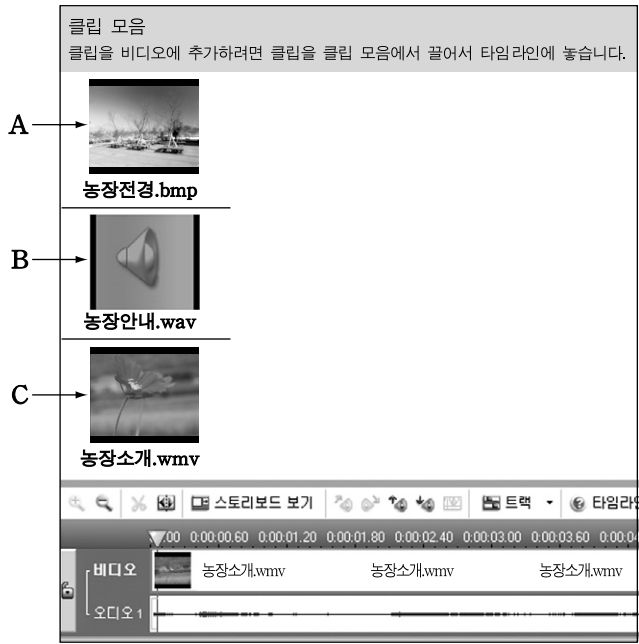 클립 모음
클립을 비디오에 추가하려면 클립을 클립 모음에서 끌어서 타임라인에 놓습니다.
A
농장전경.bmp
B
농장안내.wav
C
농장소개.wmv
스토리보드 보기 트랙 타임라인
00 0:00:00.60 0:00:01.20 0:00:01.80 0:00:02.40 0:00:03.00 0:00:03.60 0:00:04
비디오 농장소개.wmv 농장소개.wmv 농장소개.wmv
오디오 1